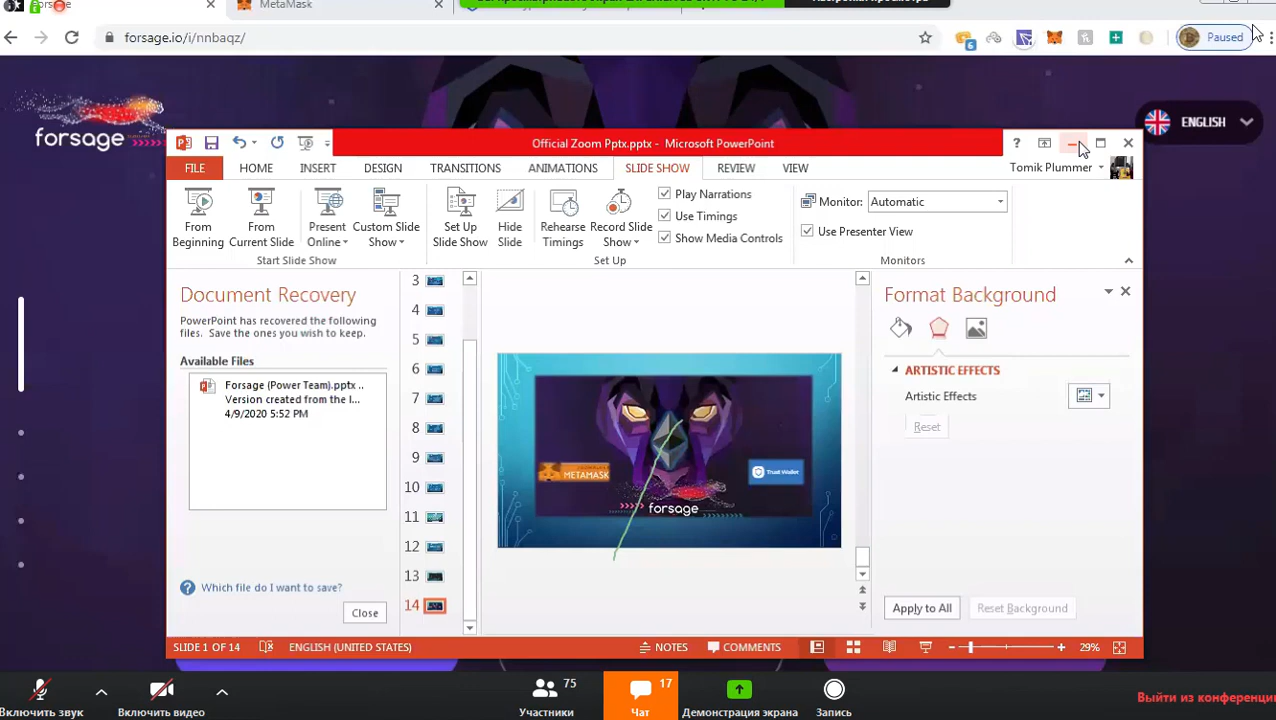 Forsage
MetaMask
forsage.io/i/nnbaqz/
6
Paused
forsage
ENGLISH
Official Zoom Pptx.pptx - Microsoft PowerPoint
?
FILE
HOME
INSERT
DESIGN
TRANSITIONS
ANIMATIONS
SLIDE SHOW
REVIEW
VIEW
Tomik Plummer
From Beginning
From Current Slide
Present Online
Custom Slide Show
Set Up Slide Show
Hide Slide
Rehearse Timings
Record Slide Show
Play Narrations
Use Timings
Show Media Controls
Monitor: Automatic
Use Presenter View
Start Slide Show
Set Up
Monitors
Document Recovery
PowerPoint has recovered the following
files. Save the ones you wish to keep.
Available Files
Forsage (Power Team).pptx ..
Version created from the l...
4/9/2020 5:52 PM
? Which file do I want to save?
Close
3
4
5
6
7
8
9
10
11
12
13
14
METAMASK
Trust Wallet
forsage
Format Background
ARTISTIC EFFECTS
Artistic Effects
Reset
Apply to All
Reset Background
SLIDE 1 OF 14
ENGLISH (UNITED STATES)
NOTES
COMMENTS
29%
Включить звук
Включить видео
75
Участники
17
Чат
Демонстрация экрана
Запись
Выйти из конференци